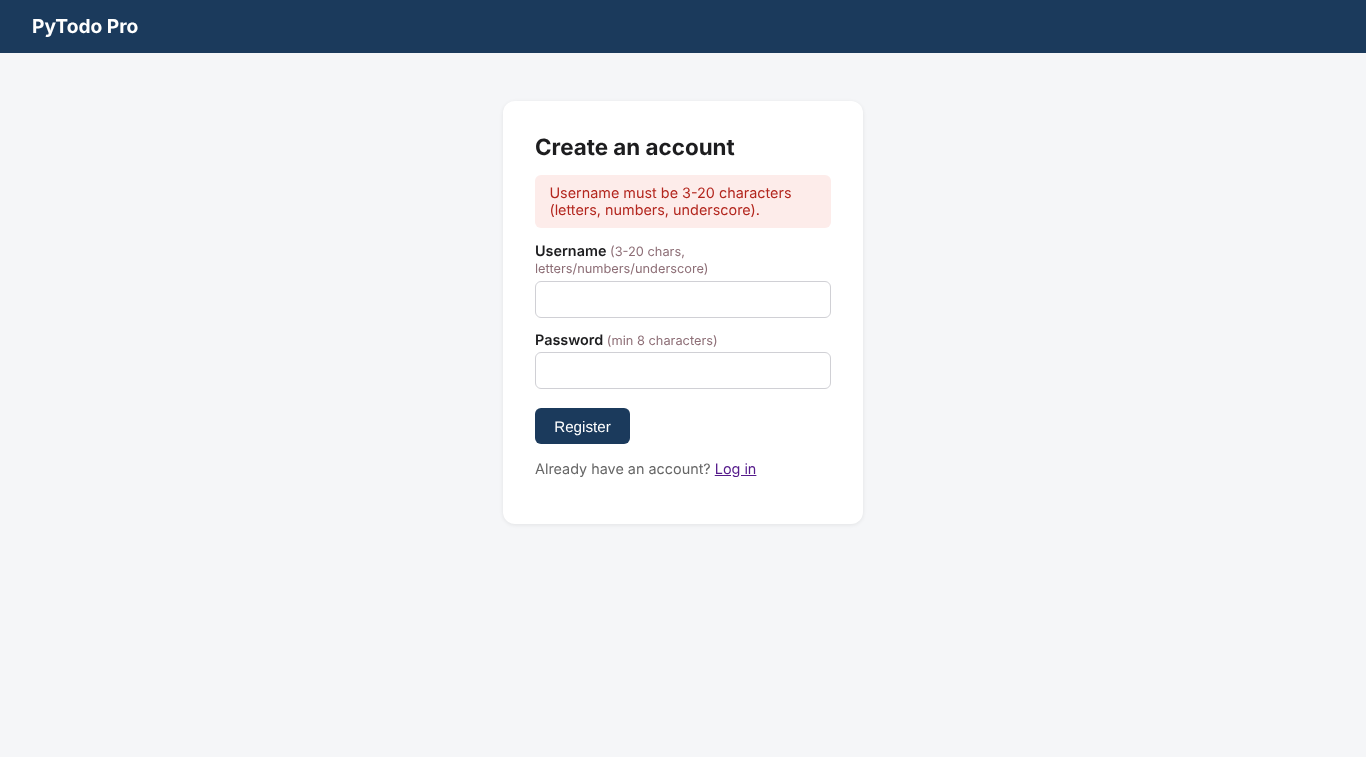 PyTodo Pro
Create an account
Username must be 3-20 characters
(letters, numbers, underscore).
Username (3-20 chars,
letters/numbers/underscore)
Password (min 8 characters)
Register
Already have an account? Log in